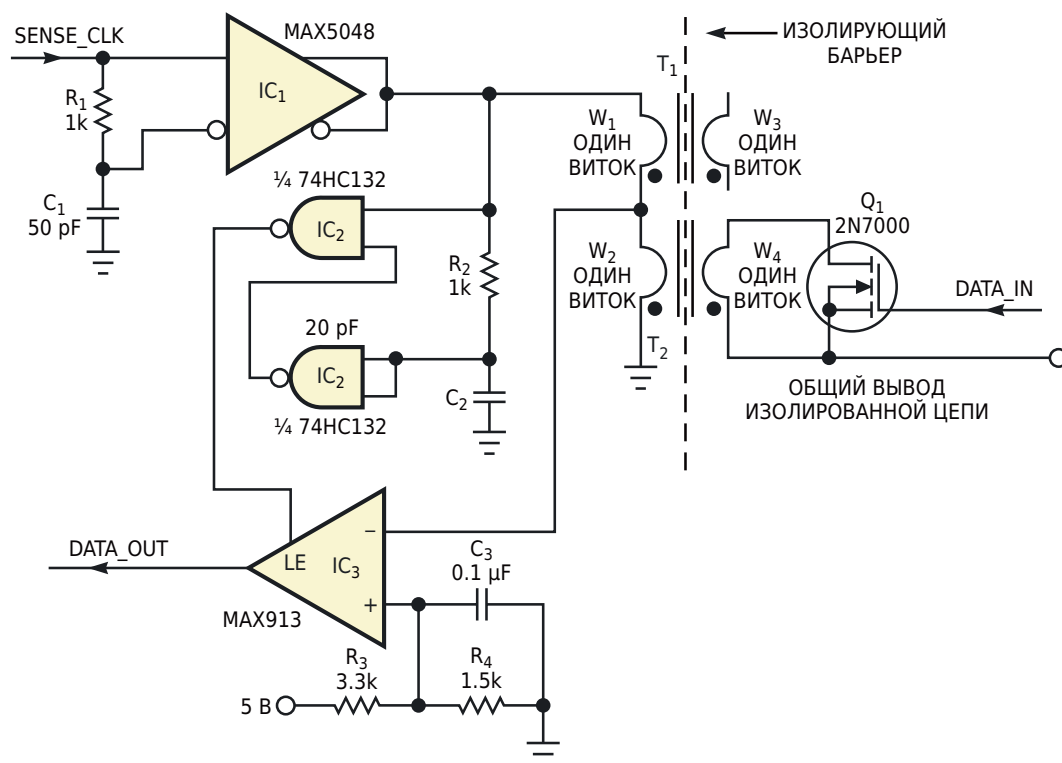 SENSE_CLK
MAX5048
ИЗОЛИРУЮЩИЙ
БАРЬЕР
T1
R1
1k
IC1
W1
ОДИН
ВИТОК
W3
ОДИН
ВИТОК
¼ 74HC132
C1
50 pF
IC2
Q1
2N7000
R2
1k
W2
ОДИН
ВИТОК
W4
ОДИН
ВИТОК
DATA_IN
20 pF
T2
IC2
C2
ОБЩИЙ ВЫВОД
ИЗОЛИРОВАННОЙ ЦЕПИ
¼ 74HC132
DATA_OUT
–
LE
IC3
C3
0.1 µF
+
MAX913
R3
3.3k
R4
1.5k
5 В